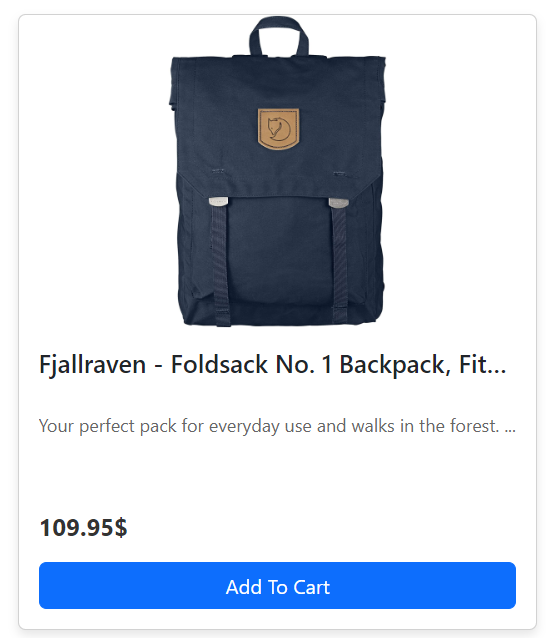 Fjallraven - Foldsack No. 1 Backpack, Fit...
Your perfect pack for everyday use and walks in the forest. ...
109.95$
Add To Cart